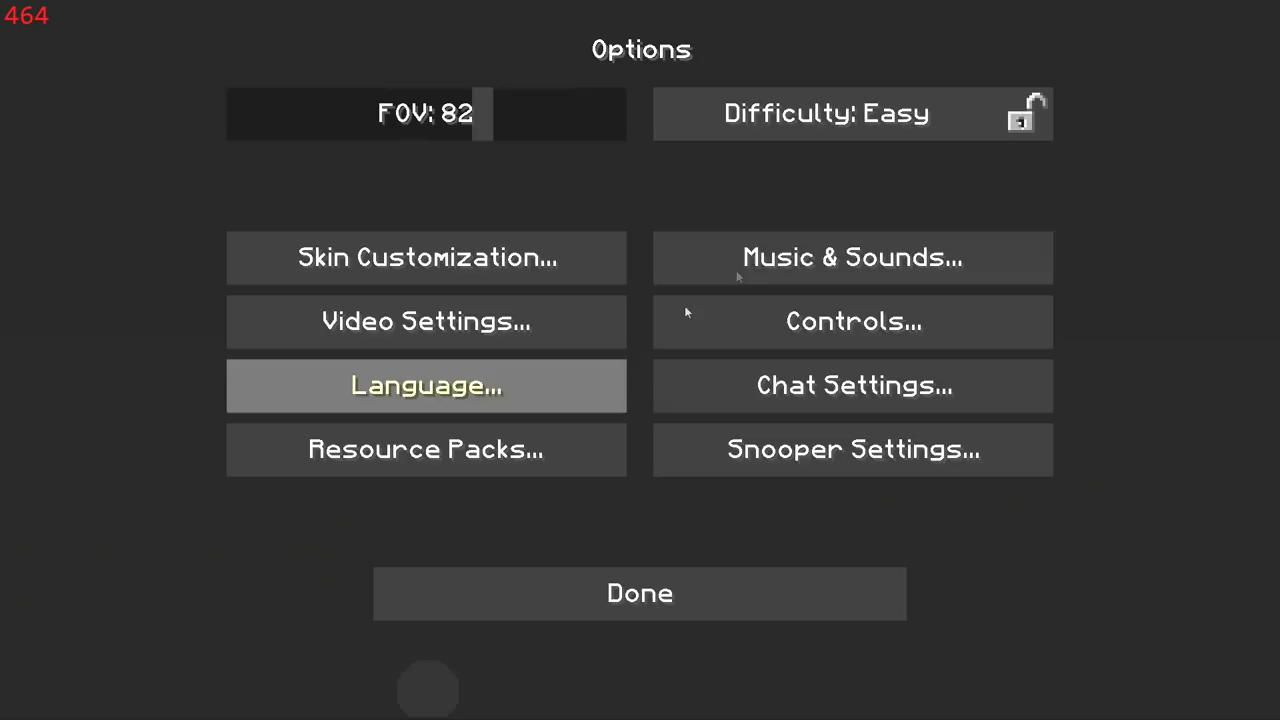 464
Options
FOV: 82
Difficulty: Easy
Skin Customization...
Music & Sounds...
Video Settings...
Controls...
Language...
Chat Settings...
Resource Packs...
Snooper Settings...
Done